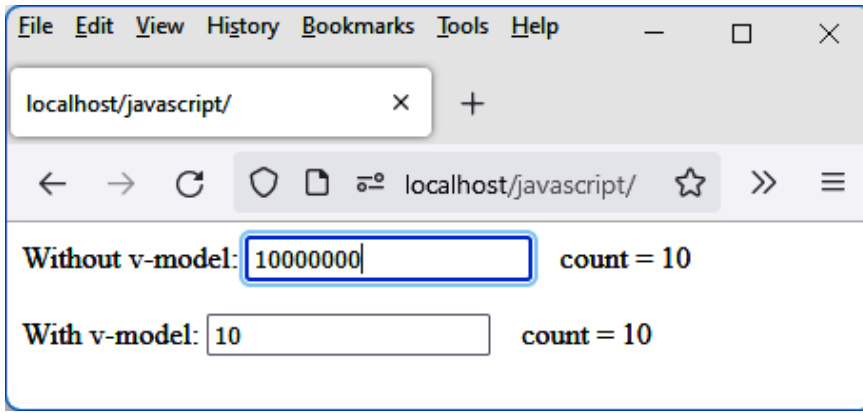 File Edit View History Bookmarks Tools Help
localhost/javascript/
localhost/javascript/
Without v-model: 10000000 count = 10
With v-model: 10 count = 10